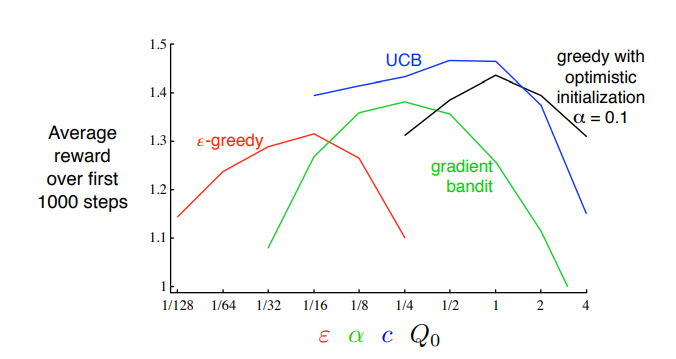 1.5
1.4
1.3
1.2
1.1
1
Average
reward
over first
1000 steps
ε-greedy
UCB
greedy with
optimistic
initialization
α = 0.1
gradient
bandit
1/128 1/64 1/32 1/16 1/8 1/4 1/2 1 2 4
ε α c Q₀